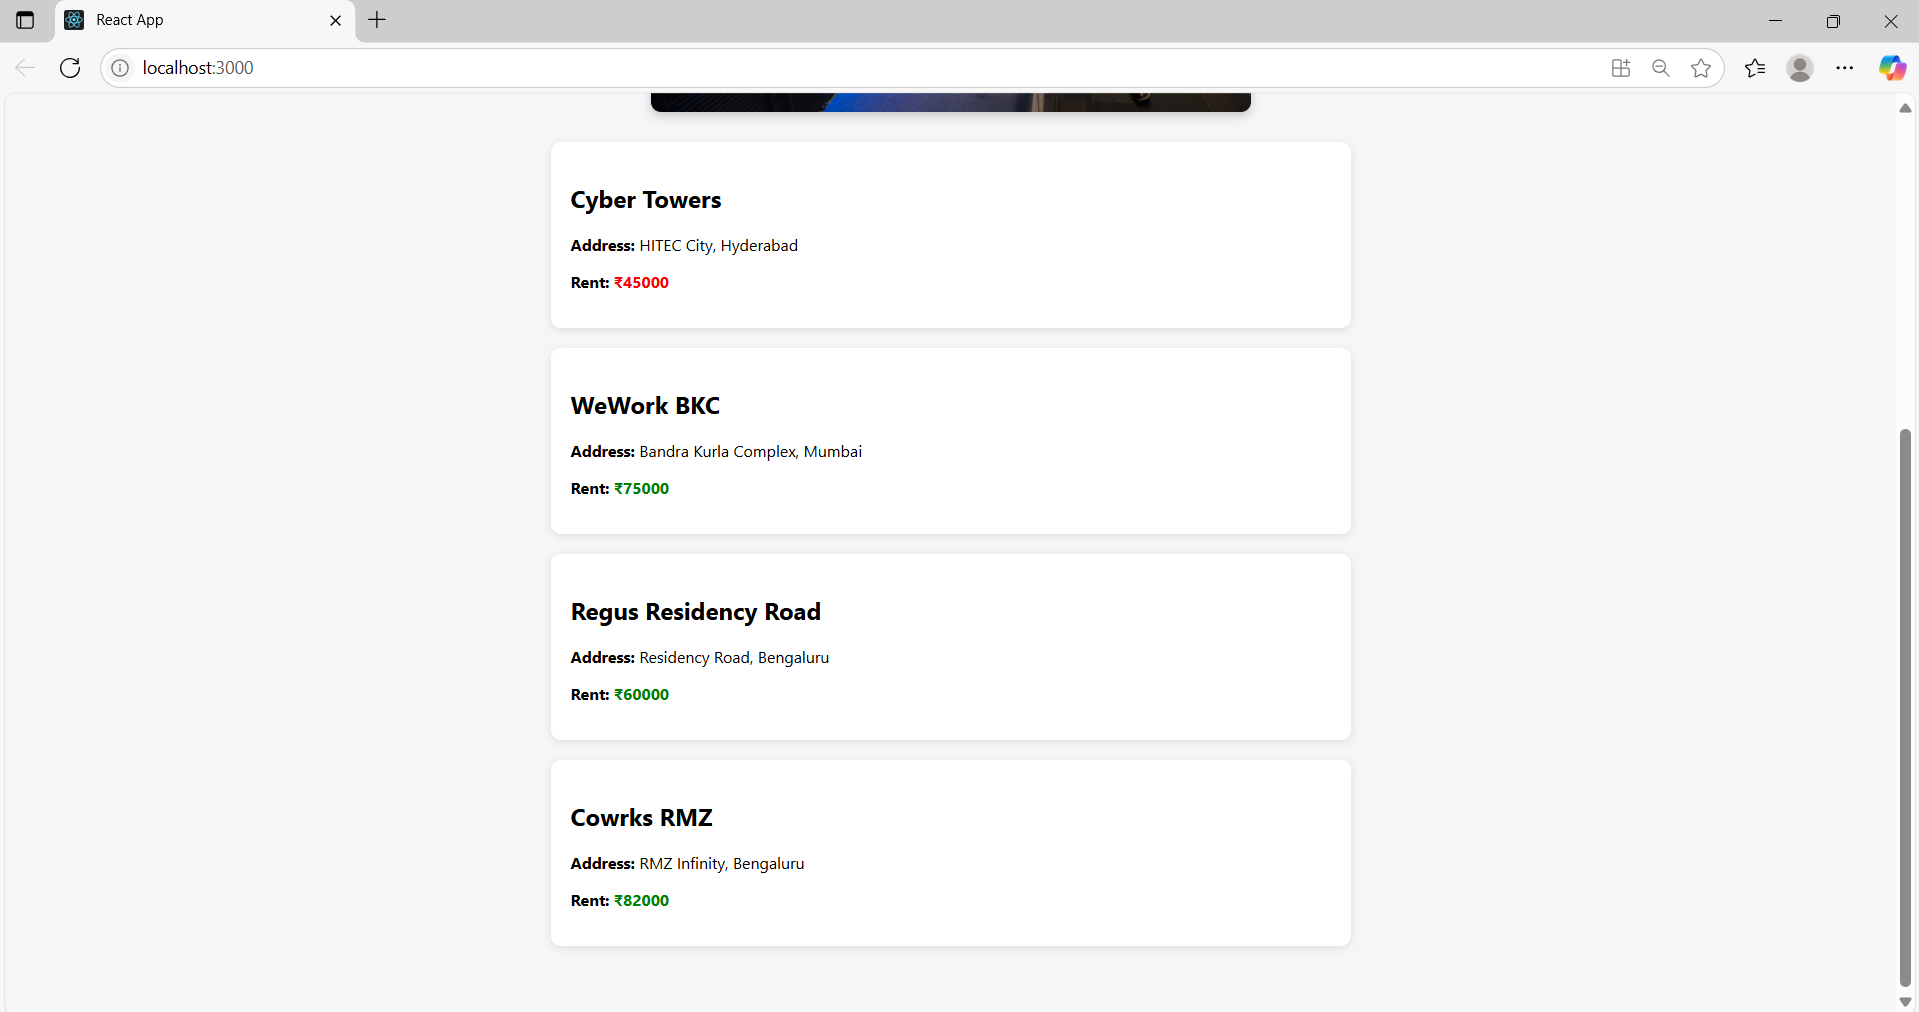 React App
localhost:3000
Cyber Towers
Address: HITEC City, Hyderabad
Rent: ₹45000
WeWork BKC
Address: Bandra Kurla Complex, Mumbai
Rent: ₹75000
Regus Residency Road
Address: Residency Road, Bengaluru
Rent: ₹60000
Cowrks RMZ
Address: RMZ Infinity, Bengaluru
Rent: ₹82000